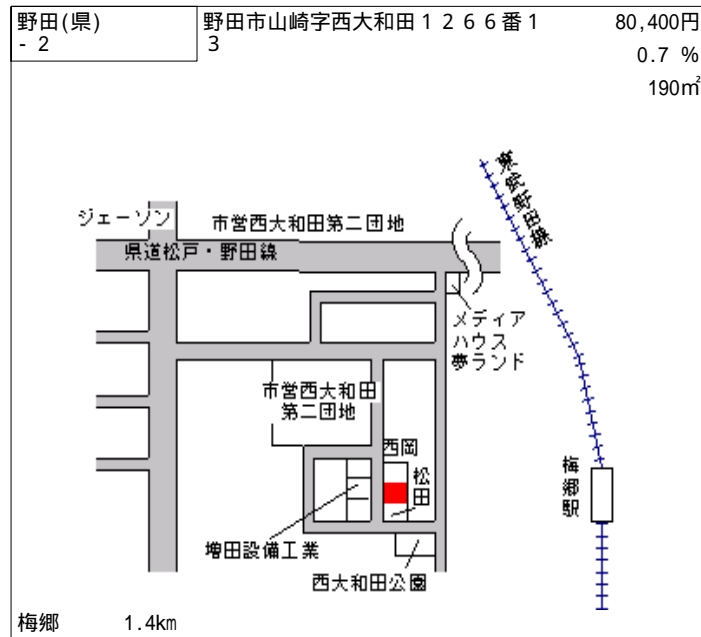 野田(県)
- 2
野田市山崎字西大和田１２６６番１
３
80,400円
0.7 %
190㎡
東武野田線
ジェーソン
市営西大和田第二団地
県道松戸・野田線
メディア
ハウス
夢ランド
市営西大和田
第二団地
西岡
松田
梅郷駅
増田設備工業
西大和田公園
梅郷 1.4km